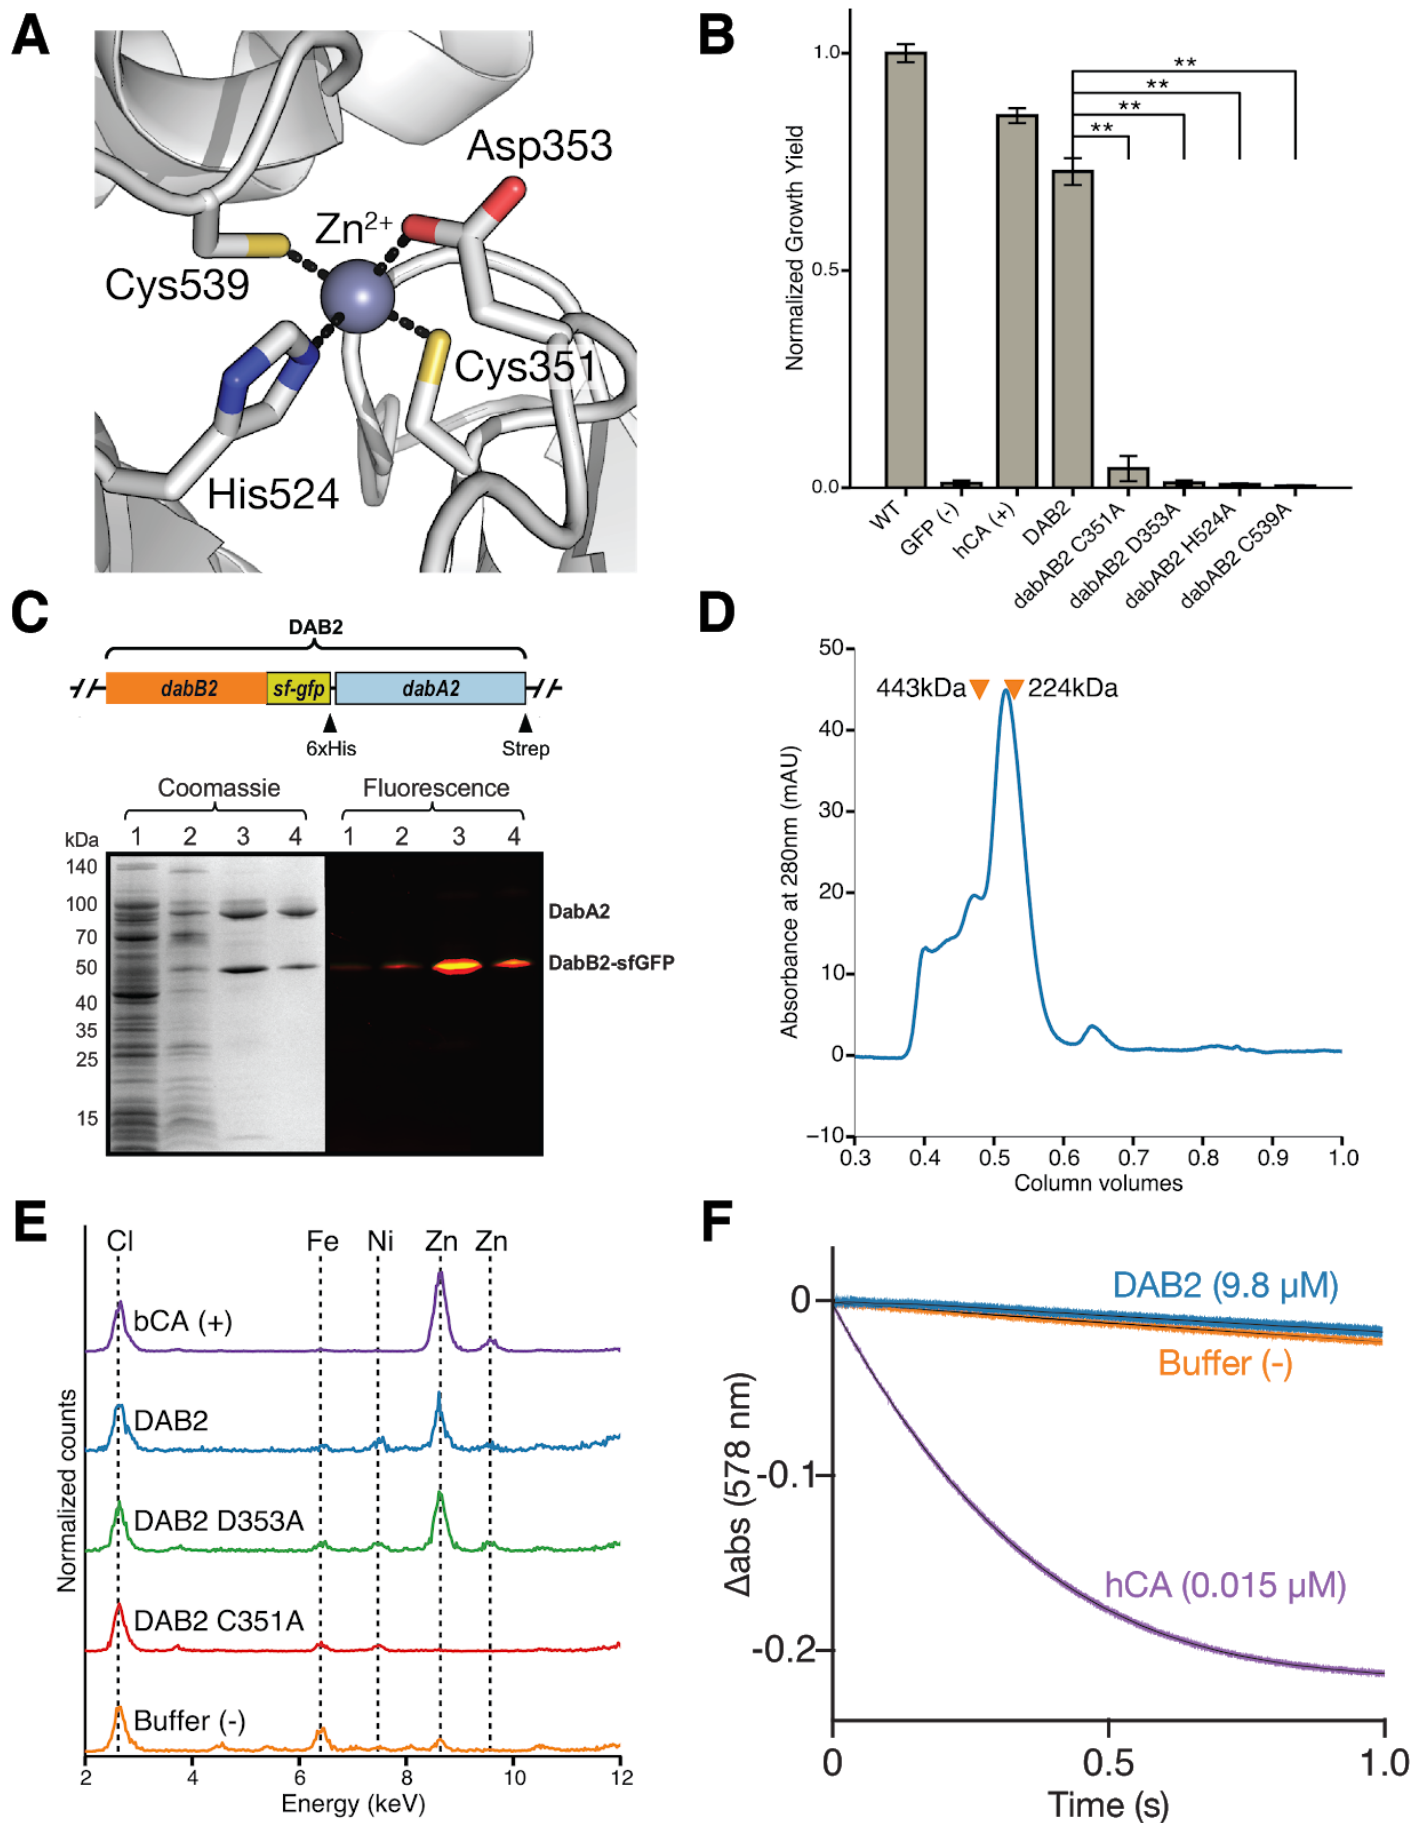 A
Asp353
Zn2+
Cys539
Cys351
His524
B
Normalized Growth Yield
1.0
0.5
0.0
**
**
**
**
WT
GFP (-)
hCA (+)
DAB2
dabAB2 C351A
dabAB2 D353A
dabAB2 H524A
dabAB2 C539A
C
DAB2
dabB2
sf-gfp
dabA2
6xHis
Strep
Coomassie
Fluorescence
kDa 1 2 3 4 1 2 3 4
140
100
70
50
40
35
25
15
DabA2
DabB2-sfGFP
D
443kDa
224kDa
Absorbance at 280nm (mAU)
50
40
30
20
10
0
−10
0.3 0.4 0.5 0.6 0.7 0.8 0.9 1.0
Column volumes
E
Cl Fe Ni Zn Zn
bCA (+)
DAB2
DAB2 D353A
DAB2 C351A
Buffer (-)
Normalized counts
2 4 6 8 10 12
Energy (keV)
F
DAB2 (9.8 µM)
Buffer (-)
hCA (0.015 µM)
Δabs (578 nm)
0
-0.1
-0.2
0 0.5 1.0
Time (s)